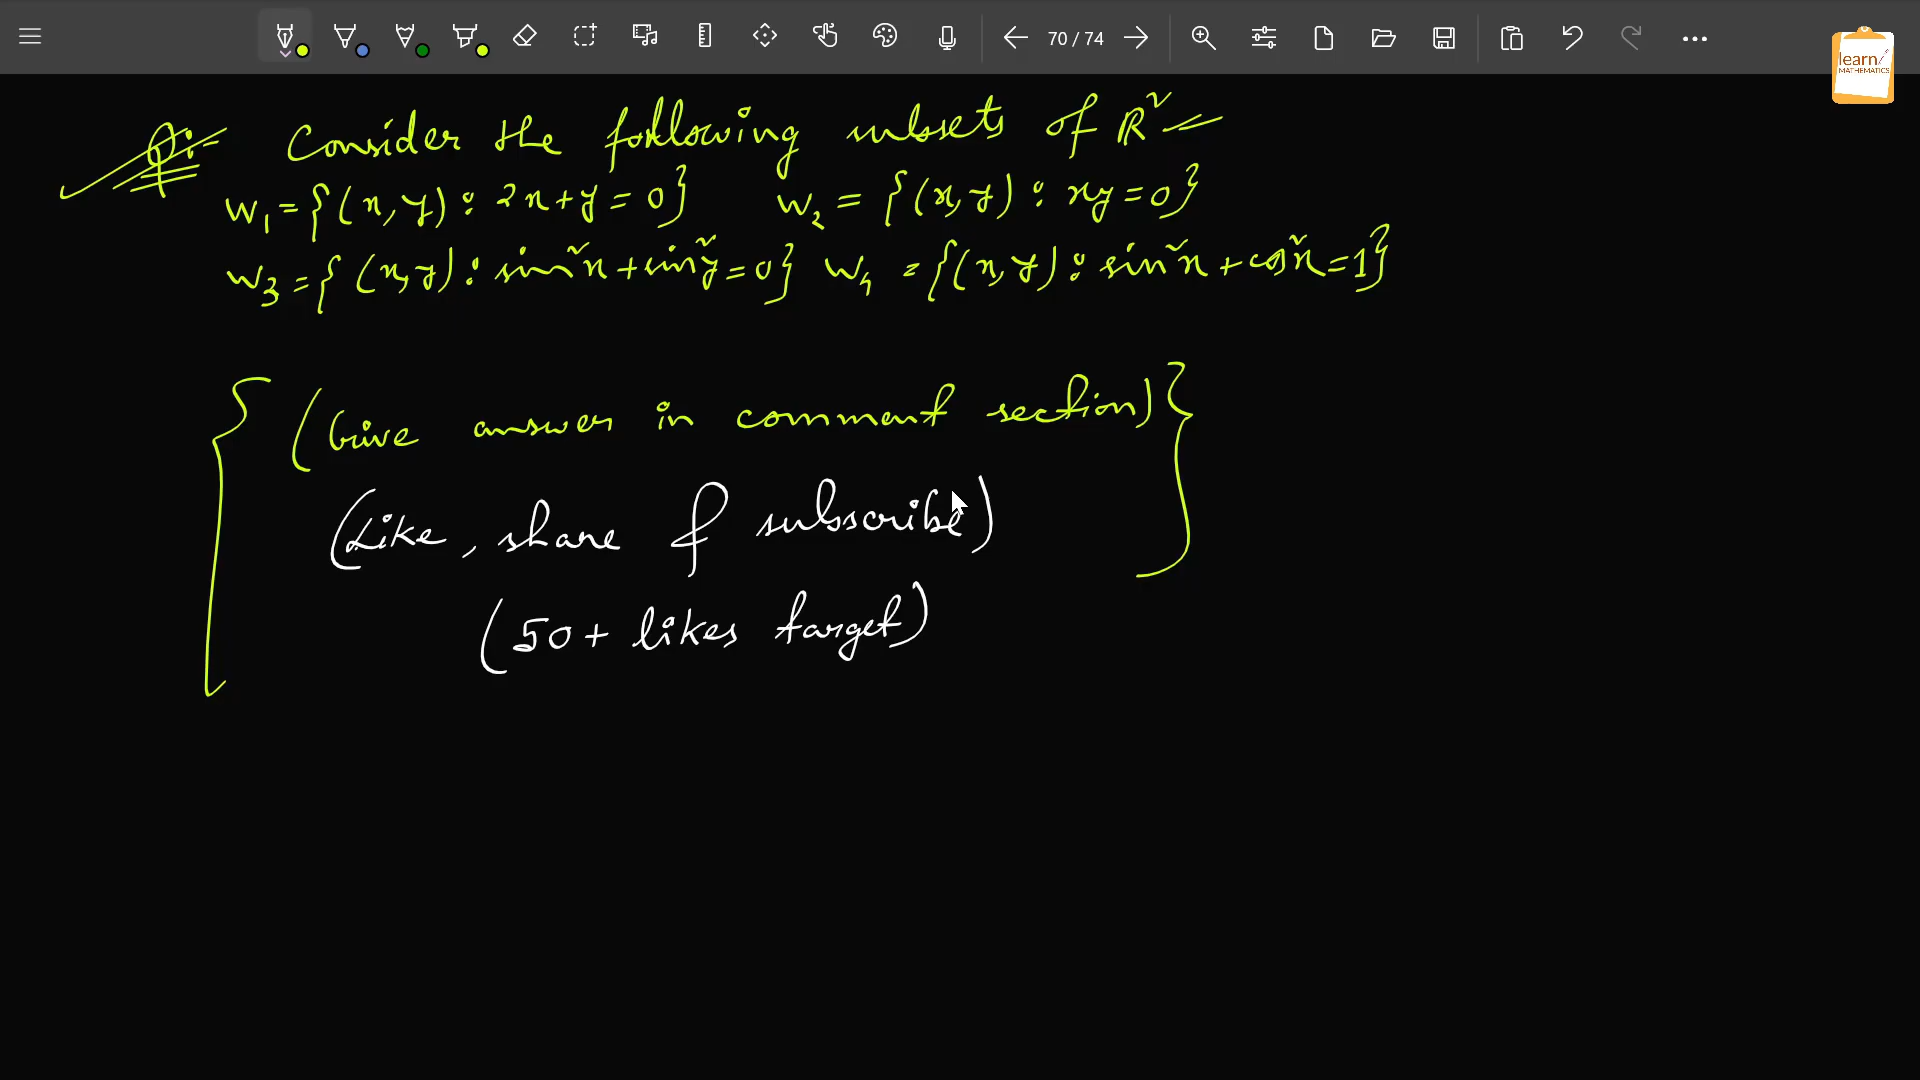 70 / 74
learn
MATHEMATICS
Q:- Consider the following subsets of ℝ²
W₁ = {(x, y) : 2x + y = 0} W₂ = {(x, y) : xy = 0}
W₃ = {(x, y) : sin²x + sin²y = 0} W₄ = {(x, y) : sin²x + cos²x = 1}
{ (Give answer in comment section) }
(Like, share & subscribe)
(50+ likes target)